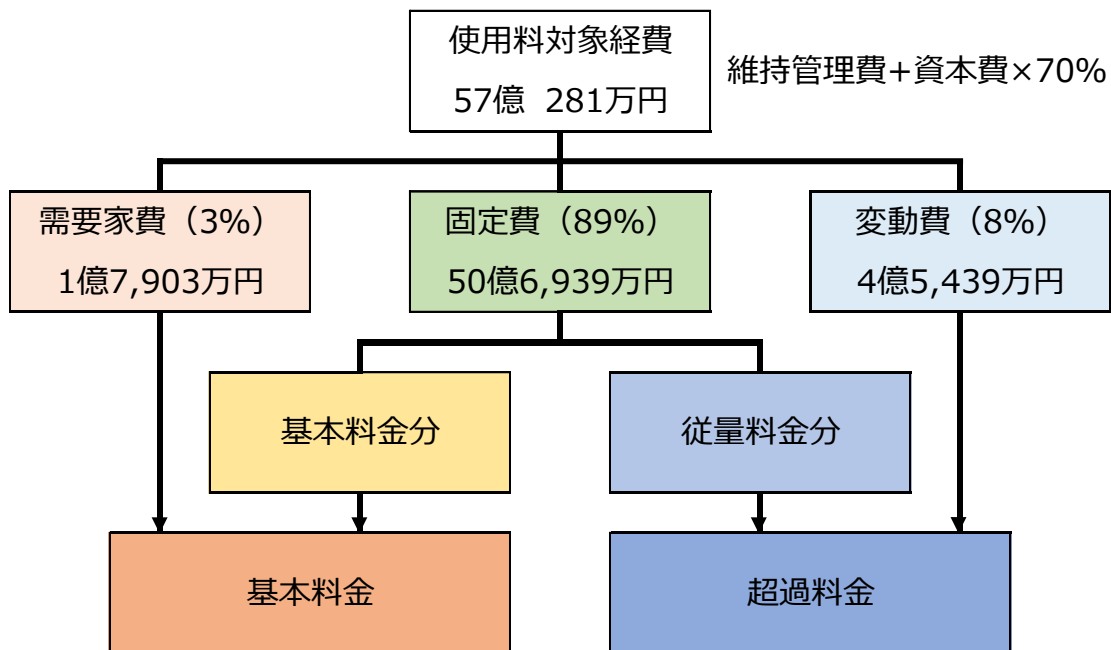 使用料対象経費
57億 281万円
維持管理費+資本費×70%
需要家費（3%）
1億7,903万円
固定費（89%）
50億6,939万円
変動費（8%）
4億5,439万円
基本料金分
従量料金分
基本料金
超過料金